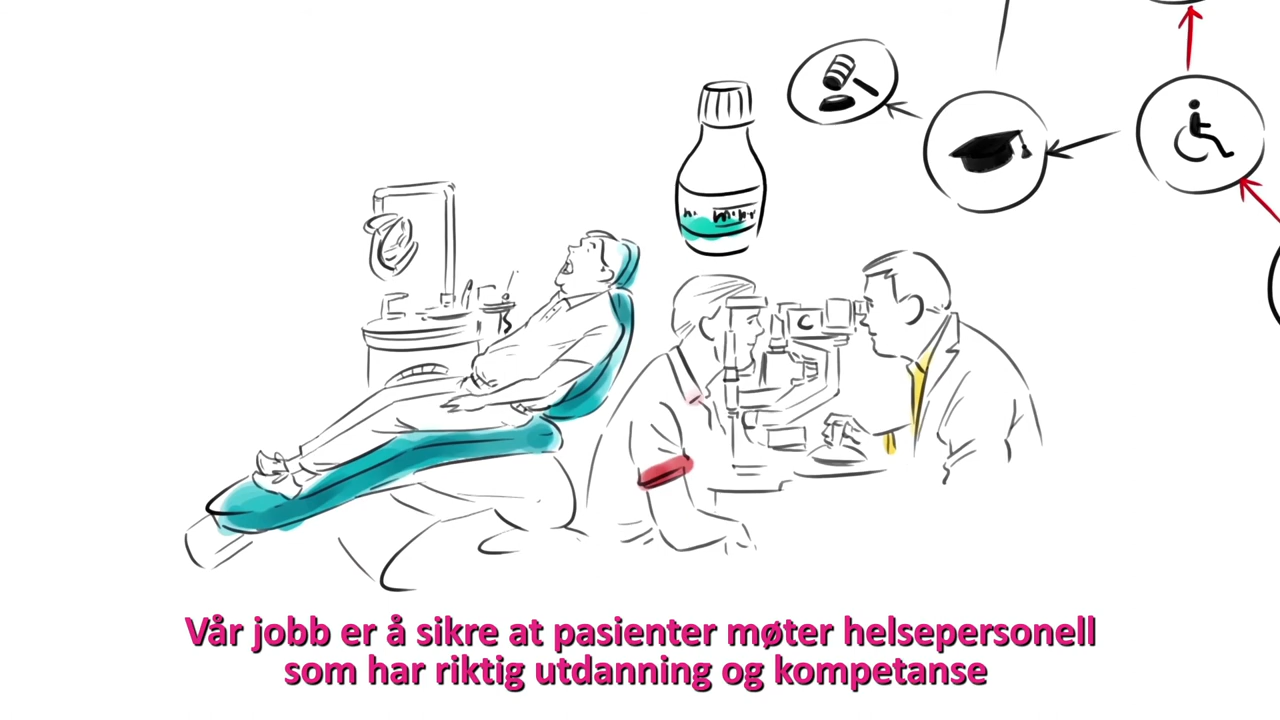 Vår jobb er å sikre at pasienter møter helsepersonell
som har riktig utdanning og kompetanse